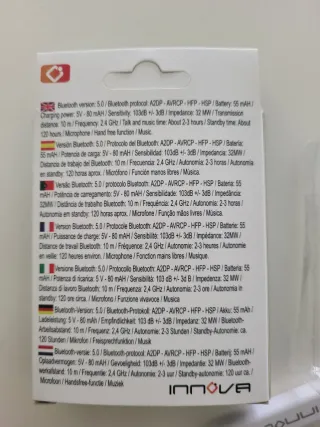 Bluetooth version: 5.0 / Bluetooth protocol: A2DP - AVRCP - HFP - HSP / Battery: 55 mAh /
Charging power: 5V - 80 mAH / Sensitivity: 103dB +/- 3dB / Impedance: 32 MW / Transmission
distance: 10 m / Frequency: 2,4 GHz / Talk and music time: About 2-3 hours / Standby time: About
120 hours / Microphone / Hand free function / Music.
Versión Bluetooth: 5.0 / Protocolo Bluetooth: A2DP - AVRCP - HFP - HSP / Batería:
55 mAh / Potencia de carga: 5V - 80 mAH / Sensibilidad: 103dB +/- 3dB / Impedancia: 32MW /
Distancia de trabajo del Bluetooth: 10 m / Frecuencia: 2,4 GHz / Autonomía: 2-3 horas / Autonomía
en standby: 120 horas aprox. / Micrófono / Función manos libres / Música.
Versão Bluetooth: 5.0 / protocolo Bluetooth: A2DP - AVRCP - HFP - HSP / Bateria: 55
mAh / Potência de carregamento: 5V - 80 mAH / Sensibilidade: 103dB +/- 3dB / Impedância:
32MW / Distância de trabalho Bluetooth: 10 m / Frequência: 2,4 GHz / Autonomia: 2-3 horas /
Autonomia em standby: 120 horas aprox. / Microfone / Função mãos livres / Música.
Version Bluetooth: 5.0 / Protocole Bluetooth: A2DP - AVRCP - HFP - HSP / Batterie: 55
mAh / Puissance de charge: 5V - 80 mAH / Sensibilité: 103dB +/- 3dB / Impédance: 32 MW /
Distance de travail Bluetooth: 10 m / Fréquence: 2,4 GHz / Autonomie: 2-3 heures / Autonomie
en veille: 120 heures environ. / Microphone / Fonction mains libres / Musique.
Versione Bluetooth: 5.0 / Protocollo Bluetooth: A2DP - AVRCP - HFP - HSP / Batteria: 55
mAh / Potenza di ricarica: 5V - 80 mAH / Sensibilità: 103 dB +/- 3 dB / Impedenza: 32 MW /
Distanza di lavoro Bluetooth: 10 m / Frequenza: 2,4 GHz / Autonomia: 2-3 ore / Autonomia in
standby: 120 ore circa. / Microfono / Funzione vivavoce / Musica.
Bluetooth-Version: 5.0 / Bluetooth-Protokoll: A2DP - AVRCP - HFP - HSP / Akku: 55 mAh /
Ladeleistung: 5V - 80 mAH / Empfindlichkeit: 103 dB +/- 3dB / Impedanz: 32 MW / Bluetooth-
Arbeitsabstand: 10 m / Frequenz: 2,4 GHz / Autonomie: 2-3 Stunden / Standby-Autonomie: ca.
120 Stunden / Mikrofon / Freisprechfunktion / Musik
Bluetooth-versie: 5.0 / Bluetooth-protocol: A2DP - AVRCP - HFP - HSP / Batterij: 55 mAh /
Oplaadvermogen: 5V - 80 mAH / Gevoeligheid: 103dB +/- 3dB / Impedantie: 32 MW / Bluetooth-
werkafstand: 10 m / Frequentie: 2,4 GHz / Autonomie: 2-3 uur / Standby-autonomie: 120 uur ca. /
Microfoon / Handsfree-functie / Muziek
INNOVA